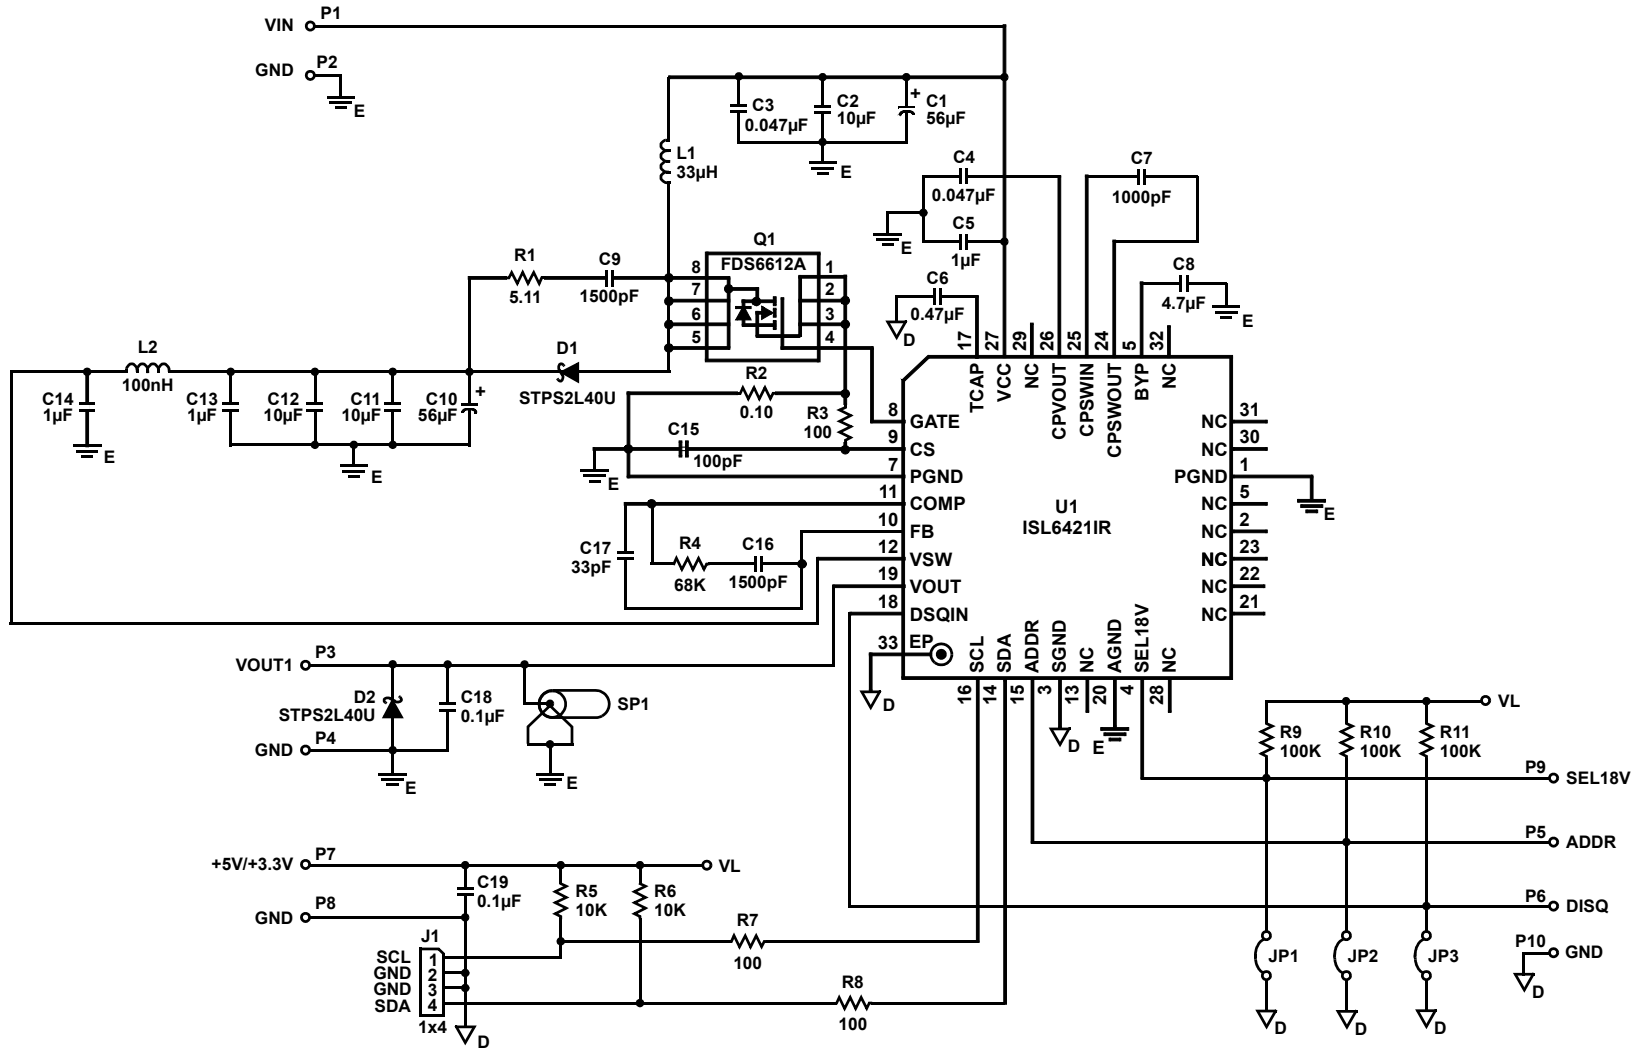 VIN P1
GND P2
E
C3
0.047µF
C2
10µF
+ C1
56µF
E
L1
33µH
C4
0.047µF
C5
1µF
E
C7
1000pF
C6
0.47µF
D
C8
4.7µF
E
R1
5.11
C9
1500pF
Q1
FDS6612A
8
7
6
5
1
2
3
4
L2
100nH
D1
STPS2L40U
C14
1µF
E
C13
1µF
C12
10µF
C11
10µF
C10
56µF
+
E
R2
0.10
R3
100
C15
100pF
E
C17
33pF
R4
68K
C16
1500pF
U1
ISL6421IR
17 TCAP
27 VCC
29 NC
26 CPVOUT
25 CPSWIN
24 CPSWOUT
5 BYP
32 NC
8 GATE
9 CS
7 PGND
11 COMP
10 FB
12 VSW
19 VOUT
18 DSQIN
33 EP
D
NC 31
NC 30
PGND 1
E
NC 5
NC 2
NC 23
NC 22
NC 21
SCL 16
SDA 14
ADDR 15
SGND 3
NC 13
AGND 20
SEL18V 4
NC 28
D
E
VOUT1 P3
D2
STPS2L40U
C18
0.1µF
SP1
GND P4
E
E
VL
R9
100K
R10
100K
R11
100K
P9 SEL18V
P5 ADDR
P6 DISQ
P10 GND
D
JP1
JP2
JP3
D
D
D
+5V/+3.3V P7
VL
C19
0.1µF
R5
10K
R6
10K
GND P8
R7
100
R8
100
J1
SCL 1
GND 2
GND 3
SDA 4
1x4
D